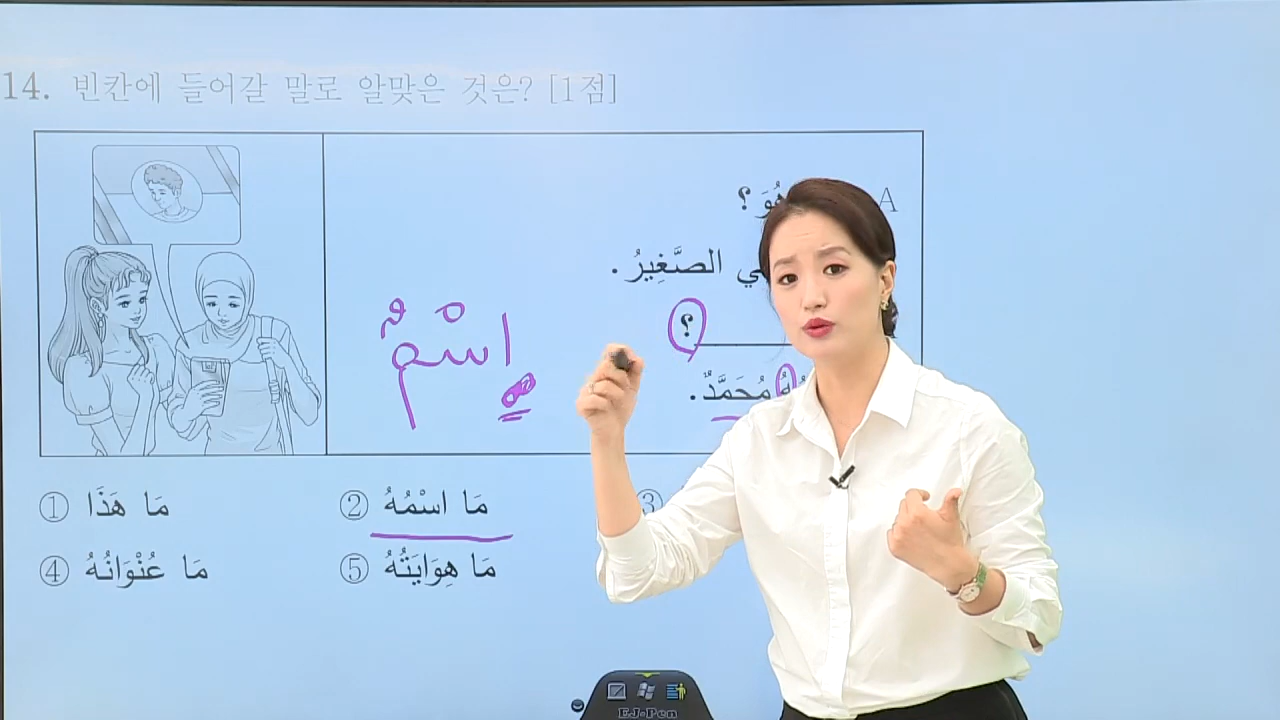 14. 빈칸에 들어갈 말로 알맞은 것은? [1점]
A
هُوَ ؟
الصَّغِيرُ .
؟
مُحَمَّدٌ .
اِسْمٌ
① مَا هَذَا
② مَا اسْمُهُ
③
④ مَا عُنْوَانُهُ
⑤ مَا هِوَايَتُهُ
EJ-Pen